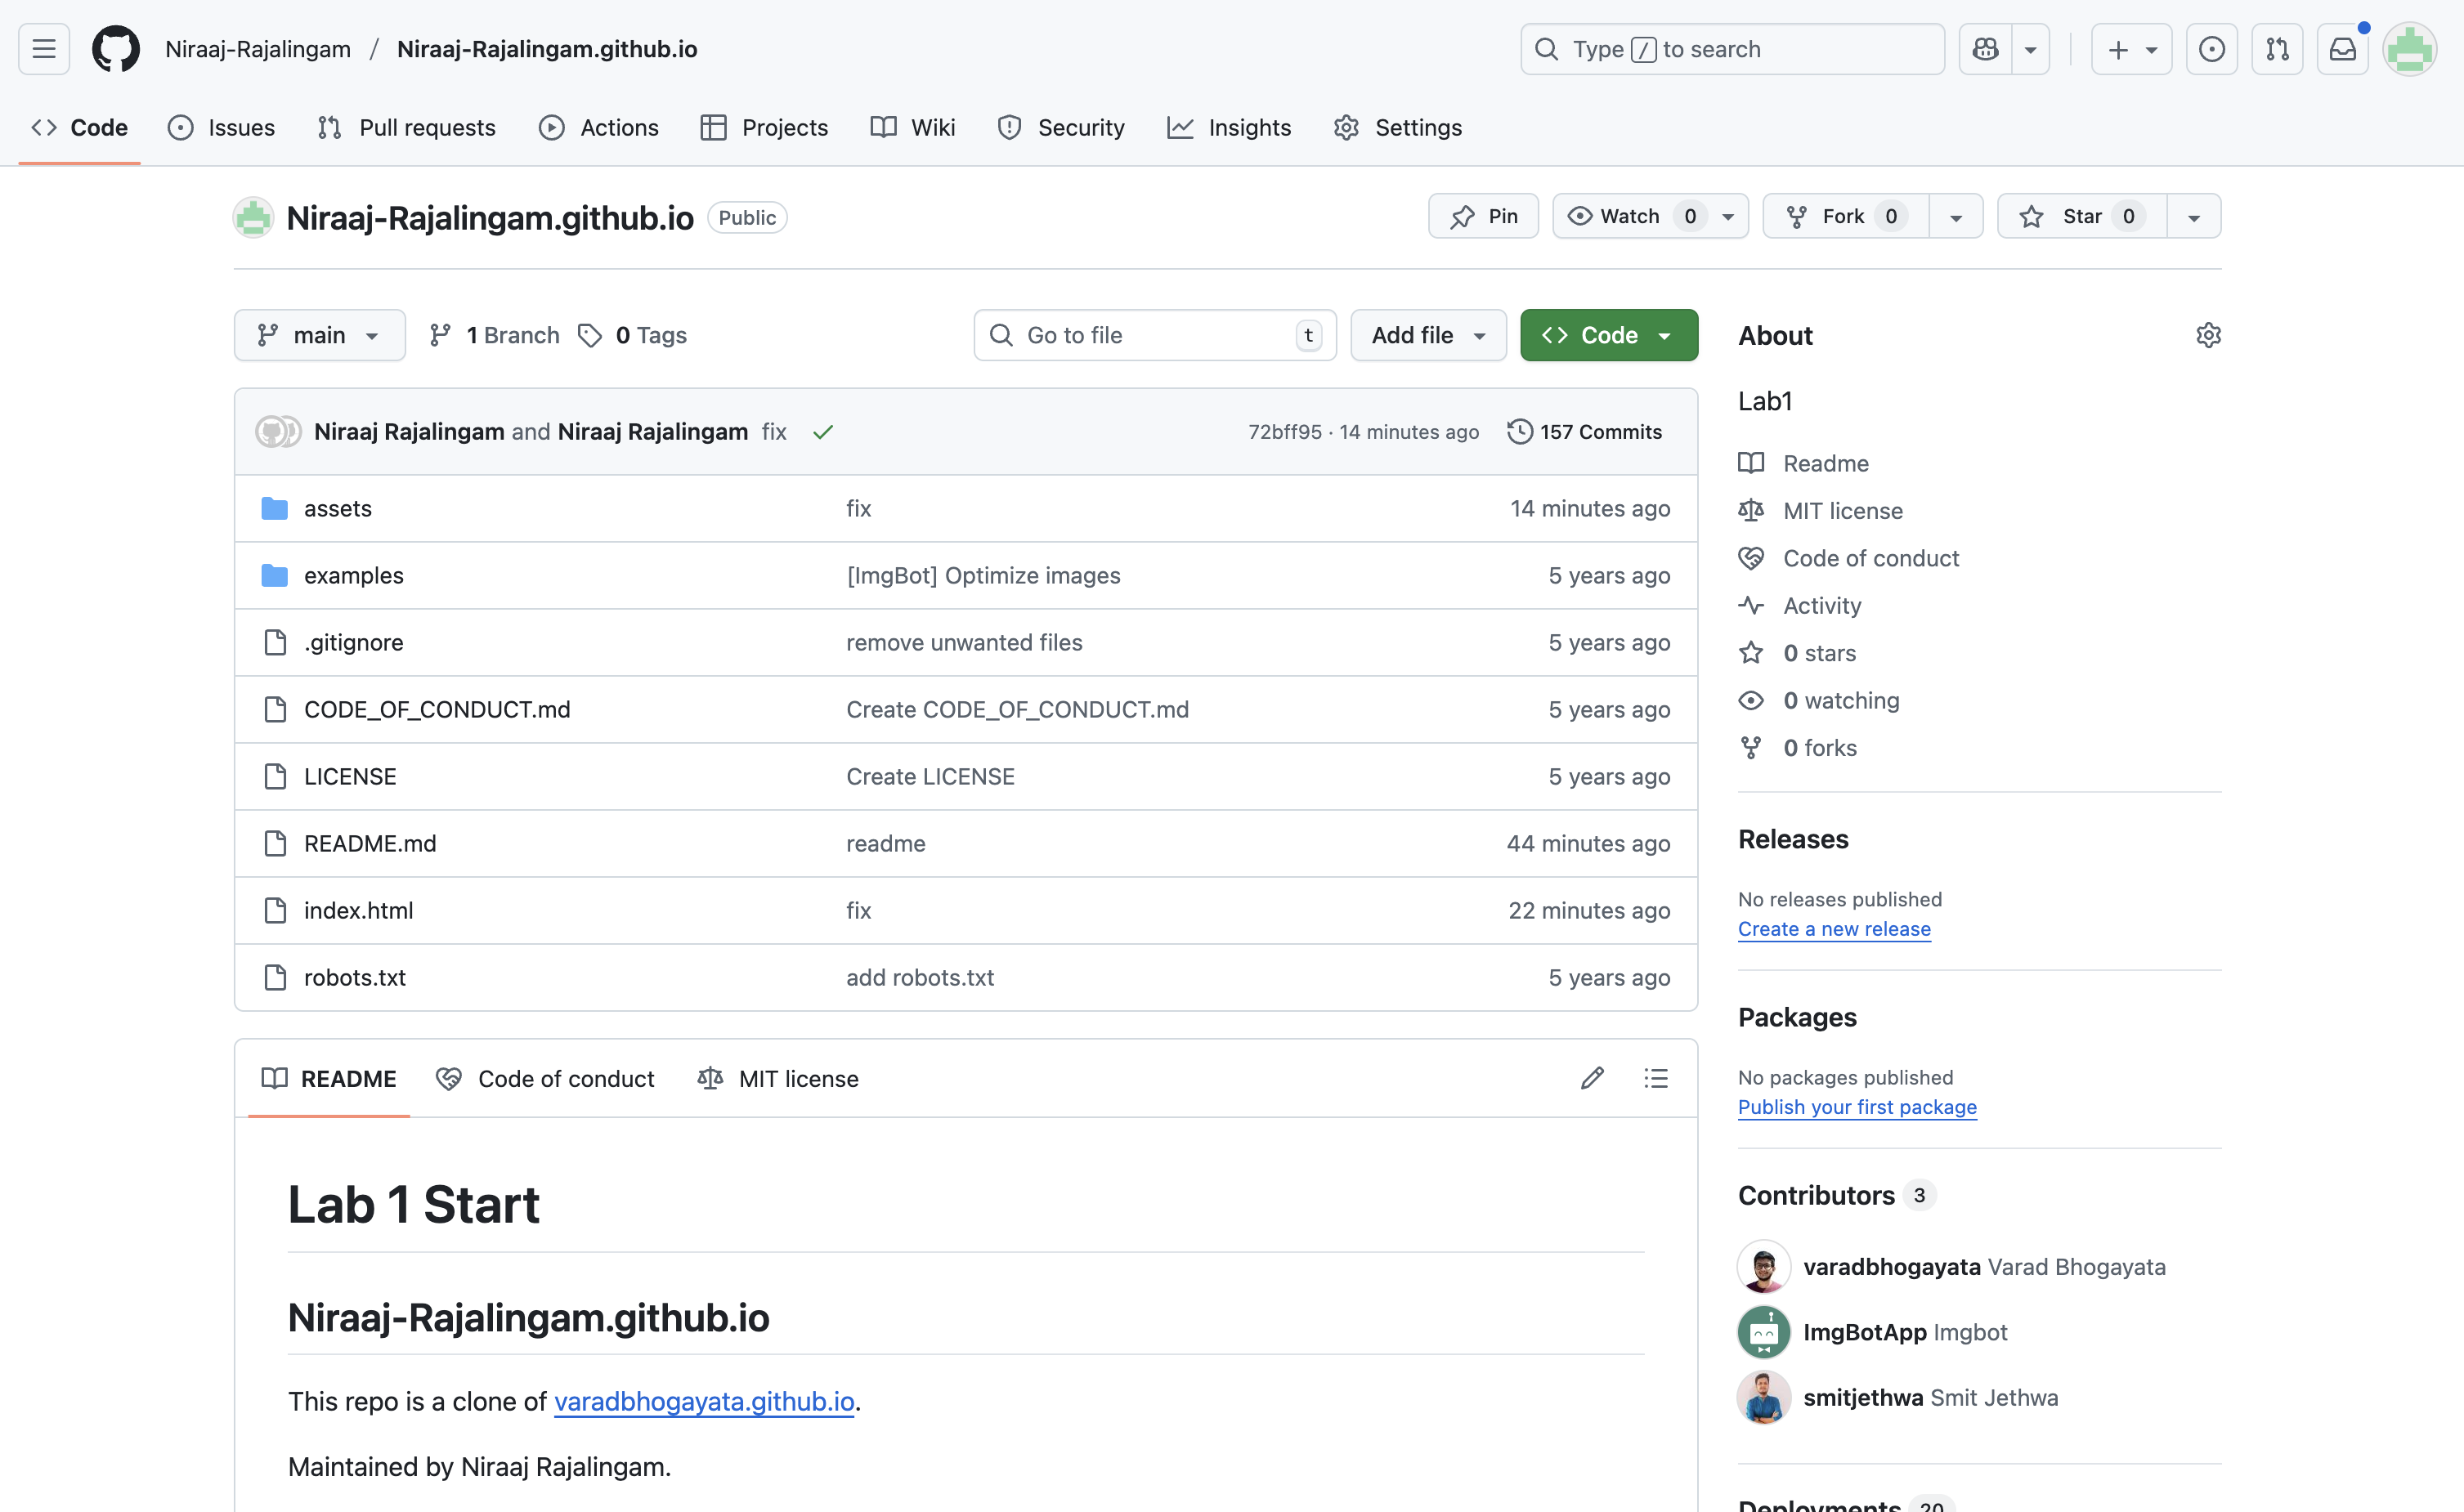 Niraaj-Rajalingam / Niraaj-Rajalingam.github.io
Type / to search
Code Issues Pull requests Actions Projects Wiki Security Insights Settings
Niraaj-Rajalingam.github.io Public
Pin Watch 0 Fork 0 Star 0
main 1 Branch 0 Tags Go to file t Add file Code
Niraaj Rajalingam and Niraaj Rajalingam fix 72bff95 · 14 minutes ago 157 Commits
assets fix 14 minutes ago
examples [ImgBot] Optimize images 5 years ago
.gitignore remove unwanted files 5 years ago
CODE_OF_CONDUCT.md Create CODE_OF_CONDUCT.md 5 years ago
LICENSE Create LICENSE 5 years ago
README.md readme 44 minutes ago
index.html fix 22 minutes ago
robots.txt add robots.txt 5 years ago
README Code of conduct MIT license
Lab 1 Start
Niraaj-Rajalingam.github.io
This repo is a clone of varadbhogayata.github.io.
Maintained by Niraaj Rajalingam.
About
Lab1
Readme
MIT license
Code of conduct
Activity
0 stars
0 watching
0 forks
Releases
No releases published
Create a new release
Packages
No packages published
Publish your first package
Contributors 3
varadbhogayata Varad Bhogayata
ImgBotApp Imgbot
smitjethwa Smit Jethwa
Deployments 20